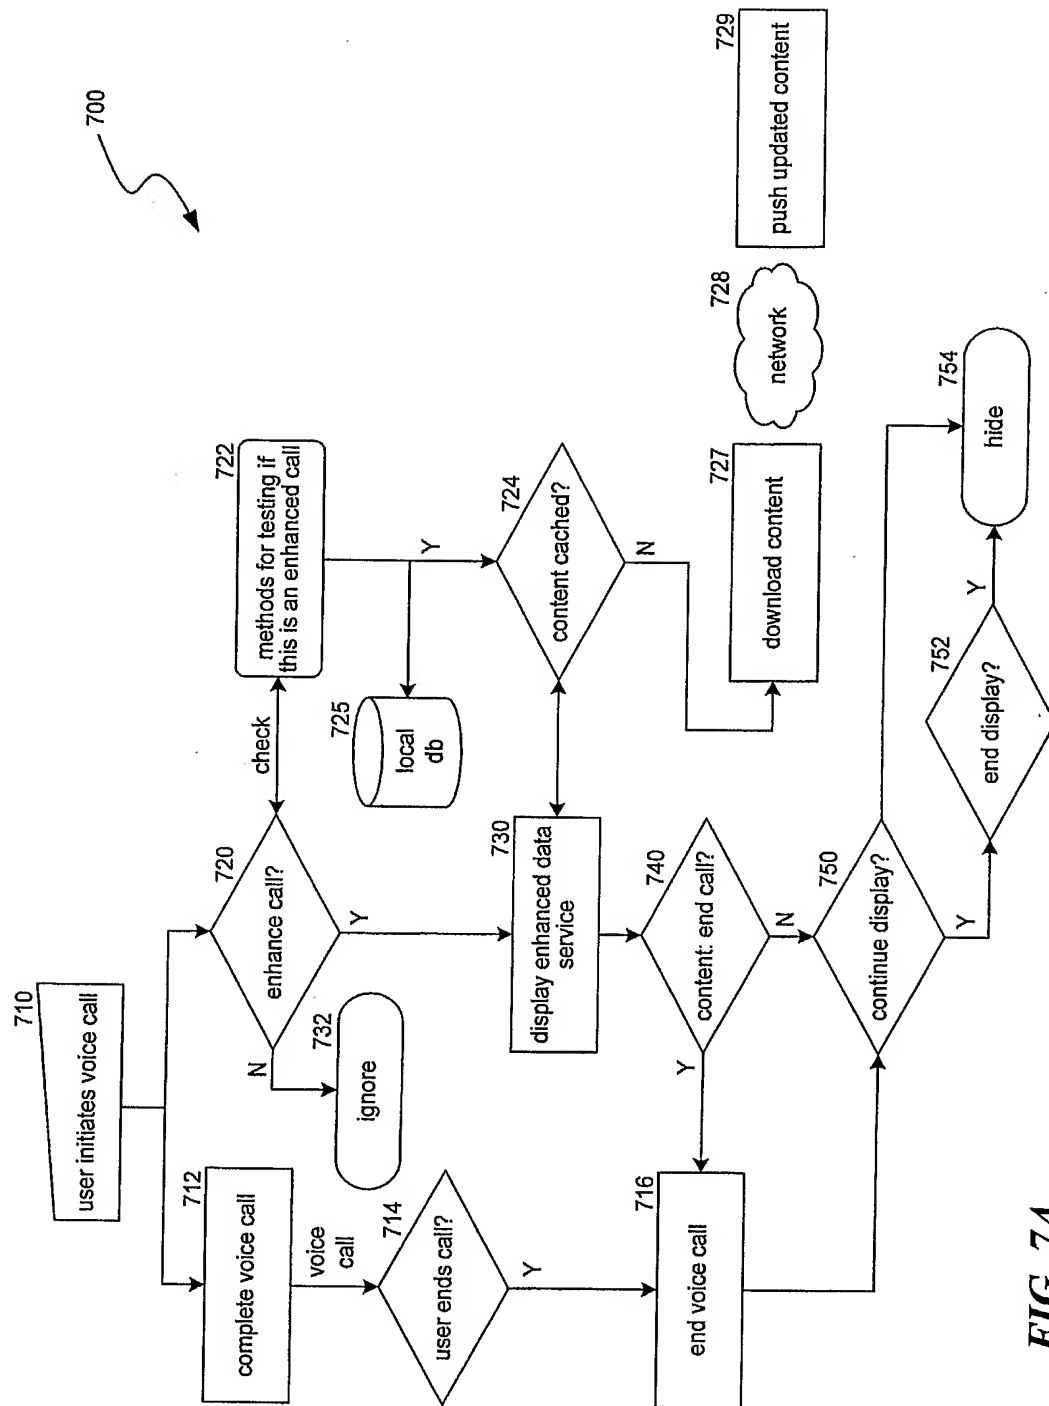 700
710
user initiates voice call
712
complete voice call
voice
call
714
user ends call?
Y
716
end voice call
720
enhance call?
N
732
ignore
Y
check
722
methods for testing if
this is an enhanced call
Y
725
local
db
724
content cached?
N
727
download content
728
network
729
push updated content
730
display enhanced data
service
740
content: end call?
Y
N
750
continue display?
Y
752
end display?
Y
754
hide
FIG. 7A